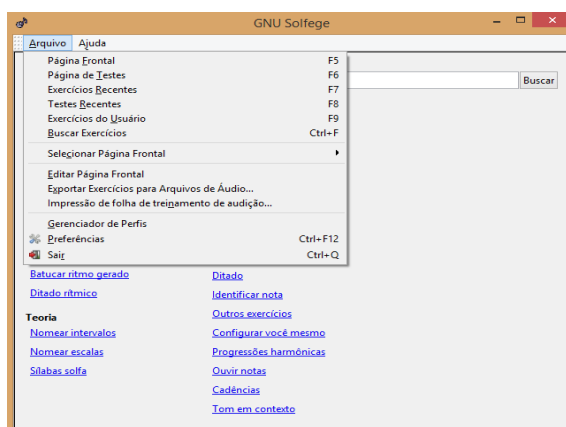 GNU Solfege
Arquivo Ajuda
Página Frontal F5
Página de Testes F6
Exercícios Recentes F7
Testes Recentes F8
Exercícios do Usuário F9
Buscar Exercícios Ctrl+F
Buscar
Selecionar Página Frontal
Editar Página Frontal
Exportar Exercícios para Arquivos de Áudio...
Impressão de folha de treinamento de audição...
Gerenciador de Perfis
Preferências Ctrl+F12
Sair Ctrl+Q
Batucar ritmo gerado
Ditado rítmico
Teoria
Nomear intervalos
Nomear escalas
Sílabas solfa
Ditado
Identificar nota
Outros exercícios
Configurar você mesmo
Progressões harmônicas
Ouvir notas
Cadências
Tom em contexto